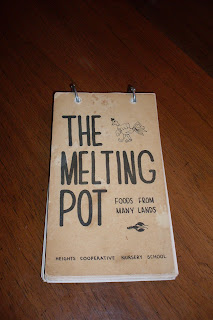 THE
MELTING
POT
FOODS FROM
MANY LANDS
HEIGHTS COOPERATIVE NURSERY SCHOOL